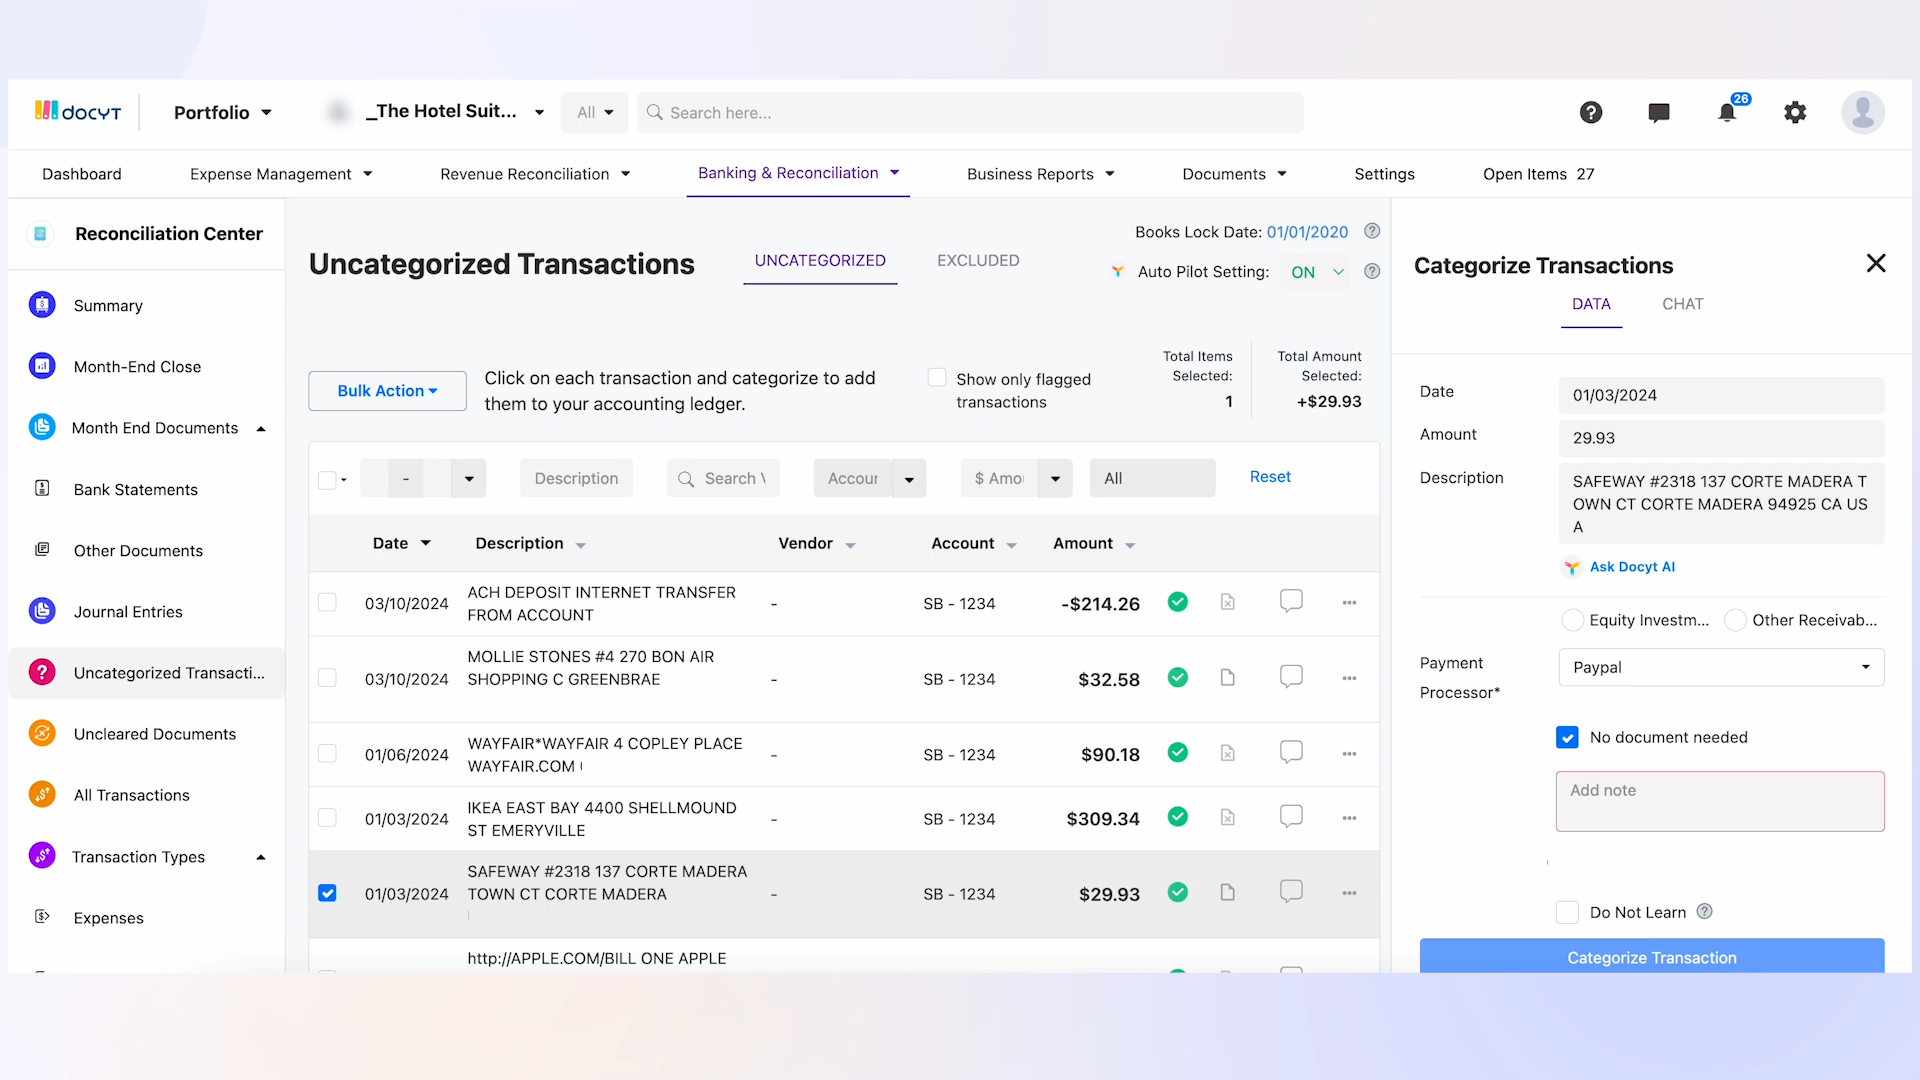 docyt
Portfolio
_The Hotel Suit...
All
Search here...
26
Dashboard
Expense Management
Revenue Reconciliation
Banking & Reconciliation
Business Reports
Documents
Settings
Open Items 27
Reconciliation Center
Summary
Month-End Close
Month End Documents
Bank Statements
Other Documents
Journal Entries
Uncategorized Transacti...
Uncleared Documents
All Transactions
Transaction Types
Expenses
Uncategorized Transactions
UNCATEGORIZED
EXCLUDED
Books Lock Date: 01/01/2020
Auto Pilot Setting: ON
Bulk Action
Click on each transaction and categorize to add
them to your accounting ledger.
Show only flagged
transactions
Total Items
Selected:
1
Total Amount
Selected:
+$29.93
-
Description
Search
Accour
$ Amo
All
Reset
Date
Description
Vendor
Account
Amount
03/10/2024
ACH DEPOSIT INTERNET TRANSFER
FROM ACCOUNT
-
SB - 1234
-$214.26
03/10/2024
MOLLIE STONES #4 270 BON AIR
SHOPPING C GREENBRAE
-
SB - 1234
$32.58
01/06/2024
WAYFAIR*WAYFAIR 4 COPLEY PLACE
WAYFAIR.COM
-
SB - 1234
$90.18
01/03/2024
IKEA EAST BAY 4400 SHELLMOUND
ST EMERYVILLE
-
SB - 1234
$309.34
01/03/2024
SAFEWAY #2318 137 CORTE MADERA
TOWN CT CORTE MADERA
-
SB - 1234
$29.93
http://APPLE.COM/BILL ONE APPLE
Categorize Transactions
DATA
CHAT
Date
01/03/2024
Amount
29.93
Description
SAFEWAY #2318 137 CORTE MADERA T
OWN CT CORTE MADERA 94925 CA US
A
Ask Docyt AI
Equity Investm...
Other Receivab...
Payment
Processor*
Paypal
No document needed
Add note
Do Not Learn
Categorize Transaction